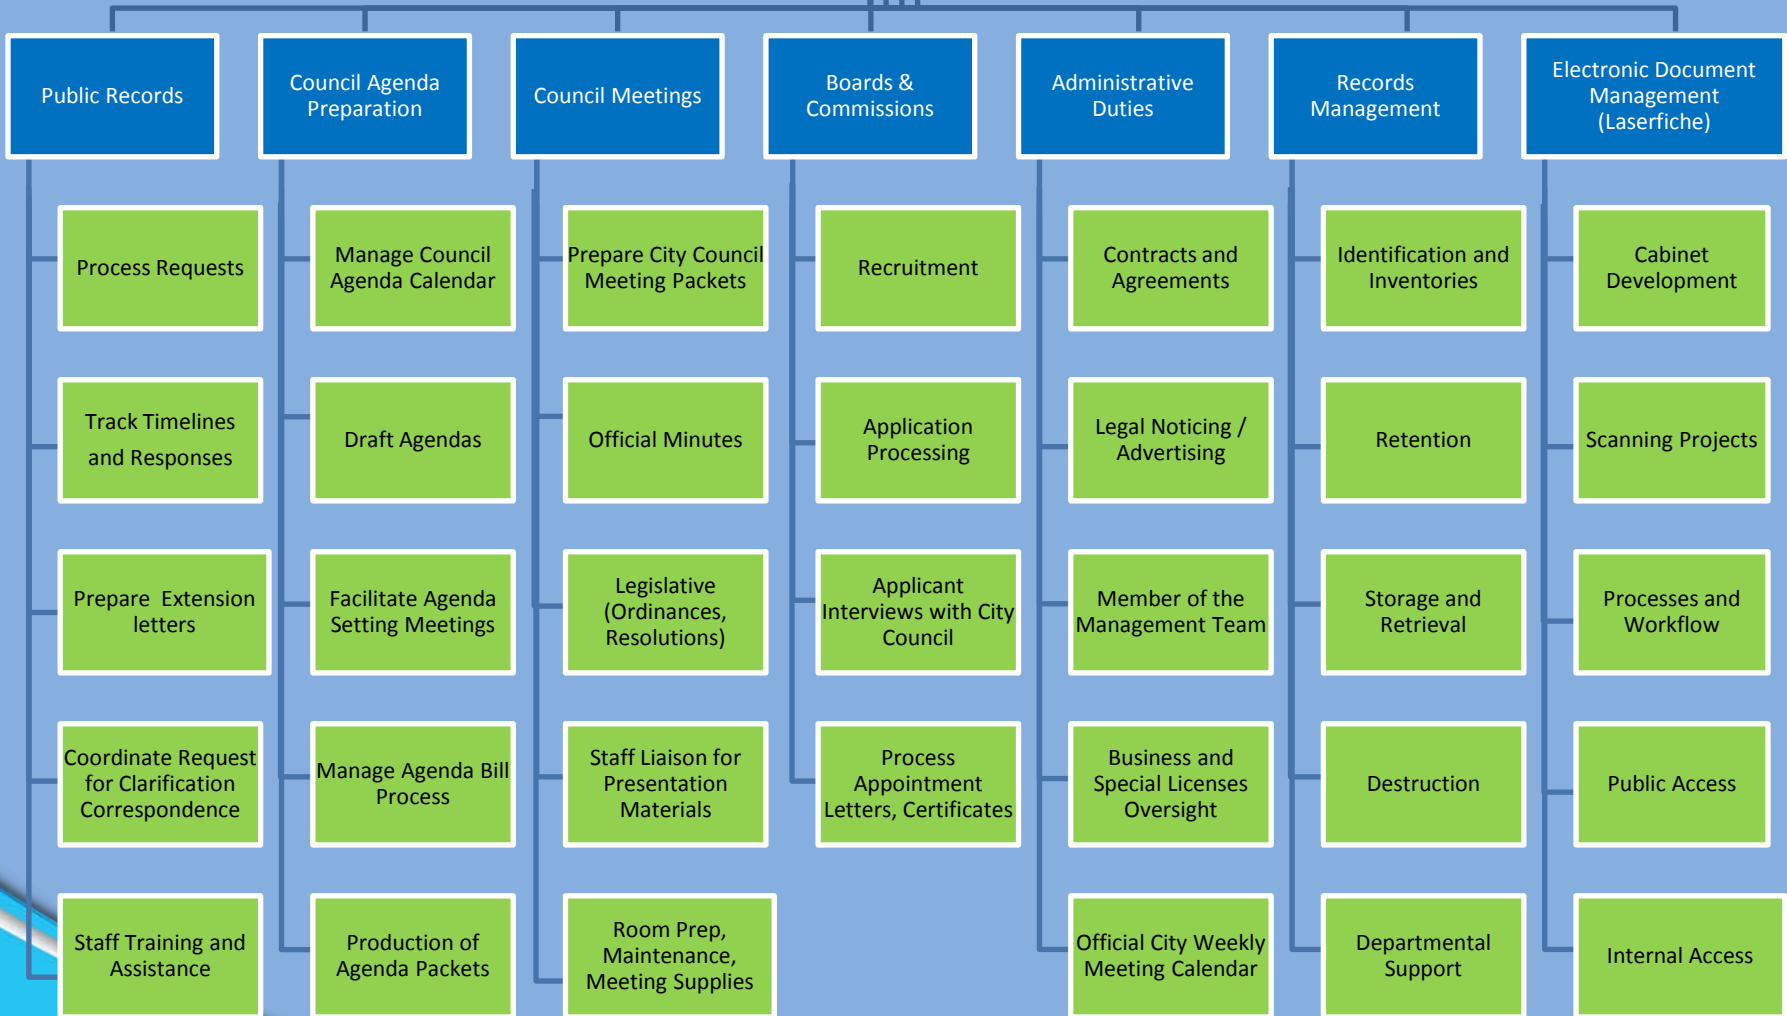 Public Records
Council Agenda
Preparation
Council Meetings
Boards &
Commissions
Administrative
Duties
Records
Management
Electronic Document
Management
(Laserfiche)
Process Requests
Track Timelines
and Responses
Prepare  Extension
letters
Coordinate Request
for Clarification
Correspondence
Staff Training and
Assistance
Manage Council
Agenda Calendar
Draft Agendas
Facilitate Agenda
Setting Meetings
Manage Agenda Bill
Process
Production of
Agenda Packets
Prepare City Council
Meeting Packets
Official Minutes
Legislative
(Ordinances,
Resolutions)
Staff Liaison for
Presentation
Materials
Room Prep,
Maintenance,
Meeting Supplies
Recruitment
Application
Processing
Applicant
Interviews with City
Council
Process
Appointment
Letters, Certificates
Contracts and
Agreements
Legal Noticing /
Advertising
Member of the
Management Team
Business and
Special Licenses
Oversight
Official City Weekly
Meeting Calendar
Identification and
Inventories
Retention
Storage and
Retrieval
Destruction
Departmental
Support
Cabinet
Development
Scanning Projects
Processes and
Workflow
Public Access
Internal Access